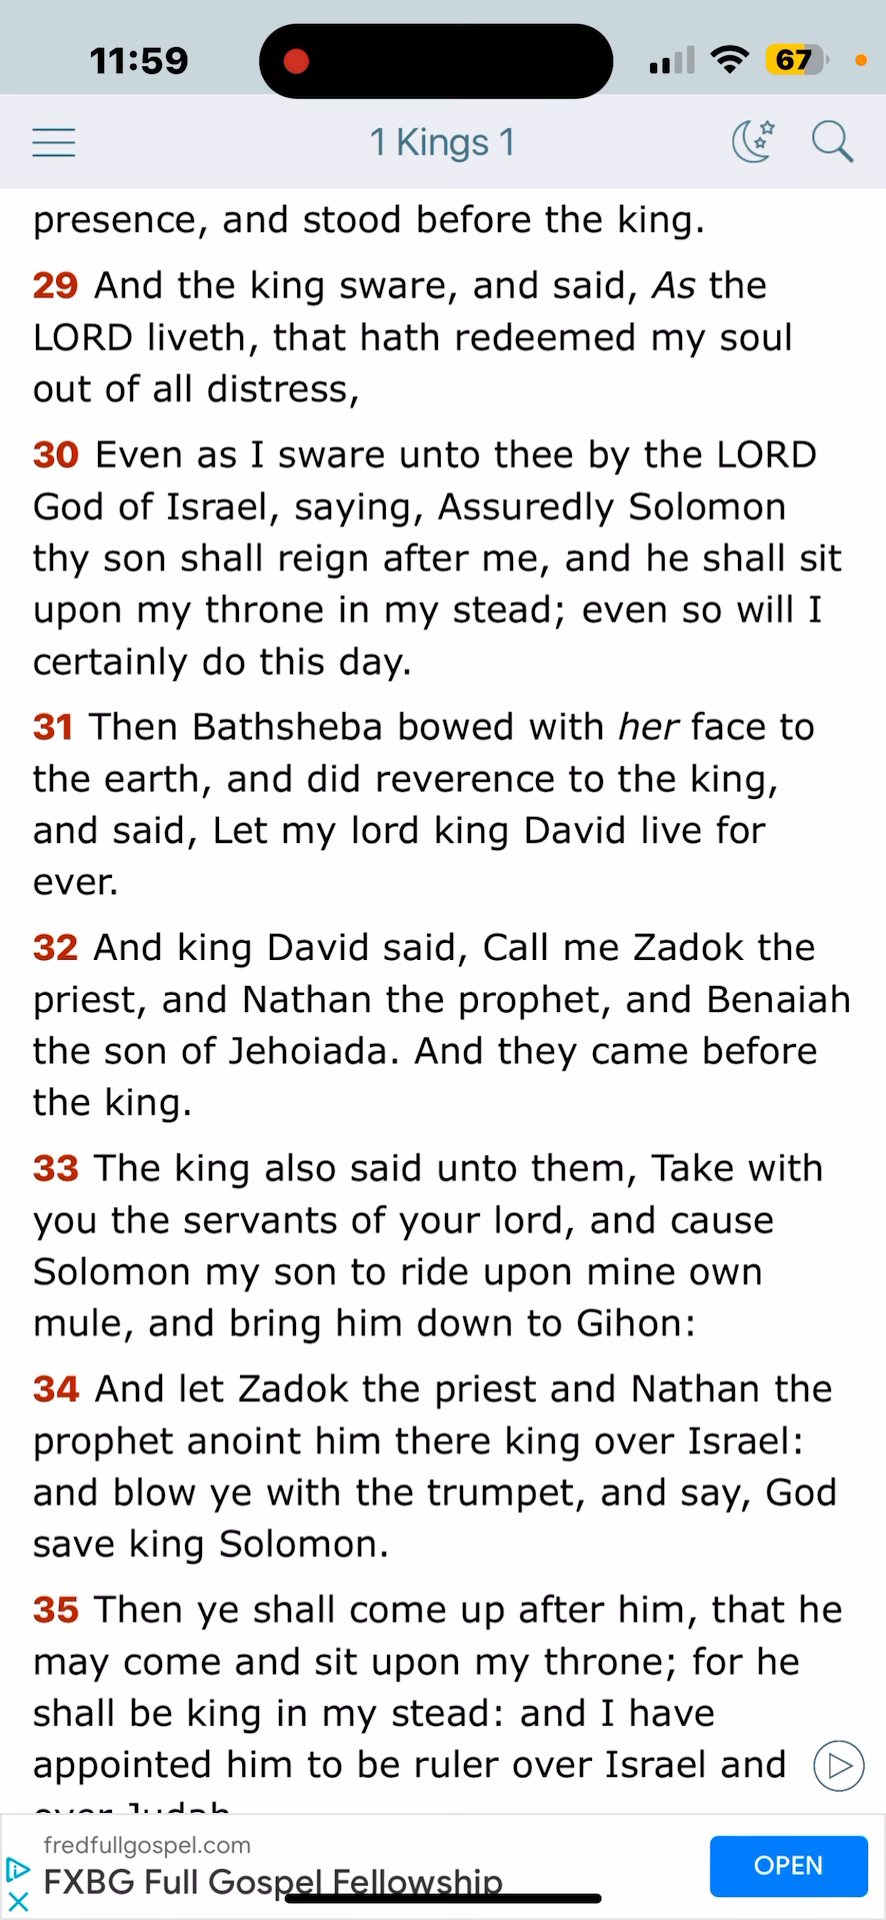 11:59
67
1 Kings 1
presence, and stood before the king.
29 And the king sware, and said, As the
LORD liveth, that hath redeemed my soul
out of all distress,
30 Even as I sware unto thee by the LORD
God of Israel, saying, Assuredly Solomon
thy son shall reign after me, and he shall sit
upon my throne in my stead; even so will I
certainly do this day.
31 Then Bathsheba bowed with her face to
the earth, and did reverence to the king,
and said, Let my lord king David live for
ever.
32 And king David said, Call me Zadok the
priest, and Nathan the prophet, and Benaiah
the son of Jehoiada. And they came before
the king.
33 The king also said unto them, Take with
you the servants of your lord, and cause
Solomon my son to ride upon mine own
mule, and bring him down to Gihon:
34 And let Zadok the priest and Nathan the
prophet anoint him there king over Israel:
and blow ye with the trumpet, and say, God
save king Solomon.
35 Then ye shall come up after him, that he
may come and sit upon my throne; for he
shall be king in my stead: and I have
appointed him to be ruler over Israel and
over Judah
fredfullgospel.com
FXBG Full Gospel Fellowship
OPEN